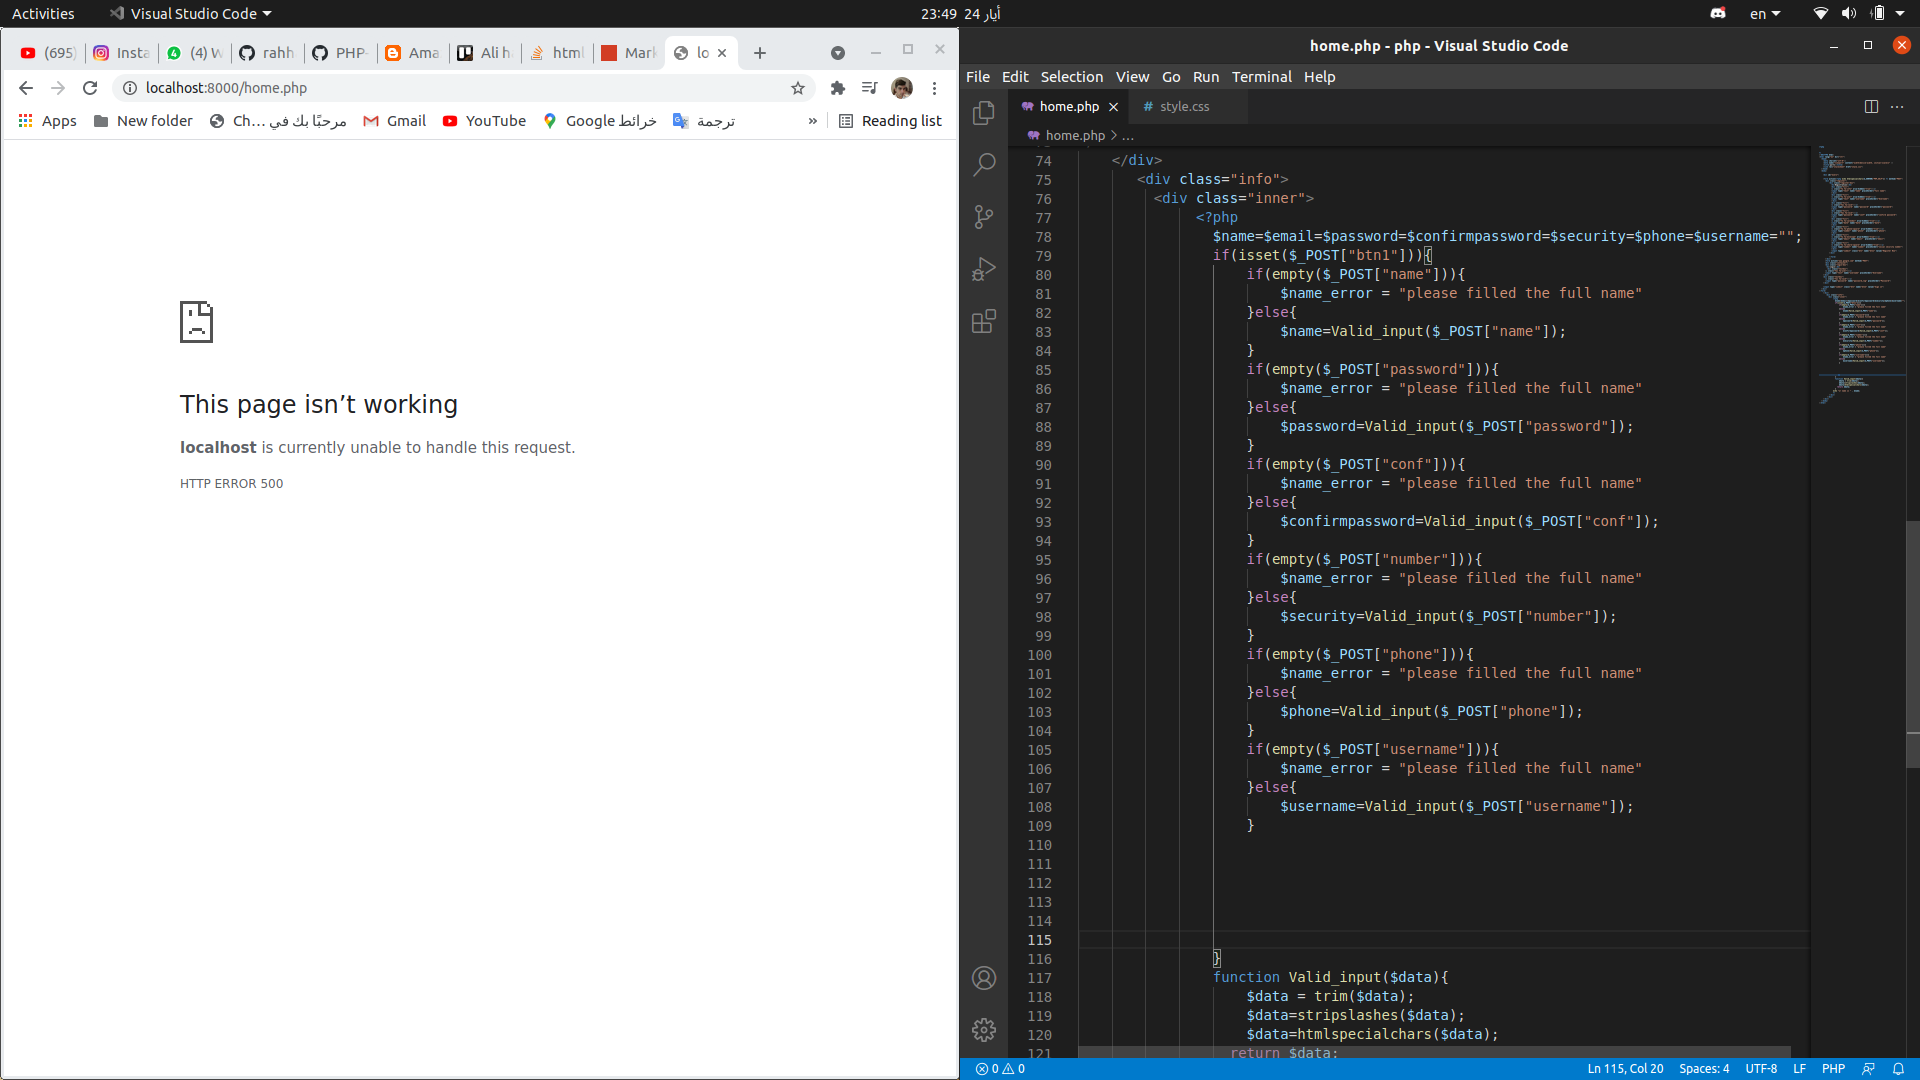 Activities
Visual Studio Code
23:49 24 أيار
en
(695)
Insta
(4) W
rahh
PHP-
Ama
Ali h
html
Mark
lo
localhost:8000/home.php
Apps
New folder
Ch... مرحبًا بك في
Gmail
YouTube
خرائط Google
ترجمة
»
Reading list
This page isn’t working
localhost is currently unable to handle this request.
HTTP ERROR 500
home.php - php - Visual Studio Code
File Edit Selection View Go Run Terminal Help
home.php
# style.css
home.php > ...
74 </div>
75 <div class="info">
76 <div class="inner">
77 <?php
78 $name=$email=$password=$confirmpassword=$security=$phone=$username="";
79 if(isset($_POST["btn1"])){
80 if(empty($_POST["name"])){
81 $name_error = "please filled the full name"
82 }else{
83 $name=Valid_input($_POST["name"]);
84 }
85 if(empty($_POST["password"])){
86 $name_error = "please filled the full name"
87 }else{
88 $password=Valid_input($_POST["password"]);
89 }
90 if(empty($_POST["conf"])){
91 $name_error = "please filled the full name"
92 }else{
93 $confirmpassword=Valid_input($_POST["conf"]);
94 }
95 if(empty($_POST["number"])){
96 $name_error = "please filled the full name"
97 }else{
98 $security=Valid_input($_POST["number"]);
99 }
100 if(empty($_POST["phone"])){
101 $name_error = "please filled the full name"
102 }else{
103 $phone=Valid_input($_POST["phone"]);
104 }
105 if(empty($_POST["username"])){
106 $name_error = "please filled the full name"
107 }else{
108 $username=Valid_input($_POST["username"]);
109 }
110
111
112
113
114
115
116 }
117 function Valid_input($data){
118 $data = trim($data);
119 $data=stripslashes($data);
120 $data=htmlspecialchars($data);
121 return $data;
0 0
Ln 115, Col 20
Spaces: 4
UTF-8
LF
PHP